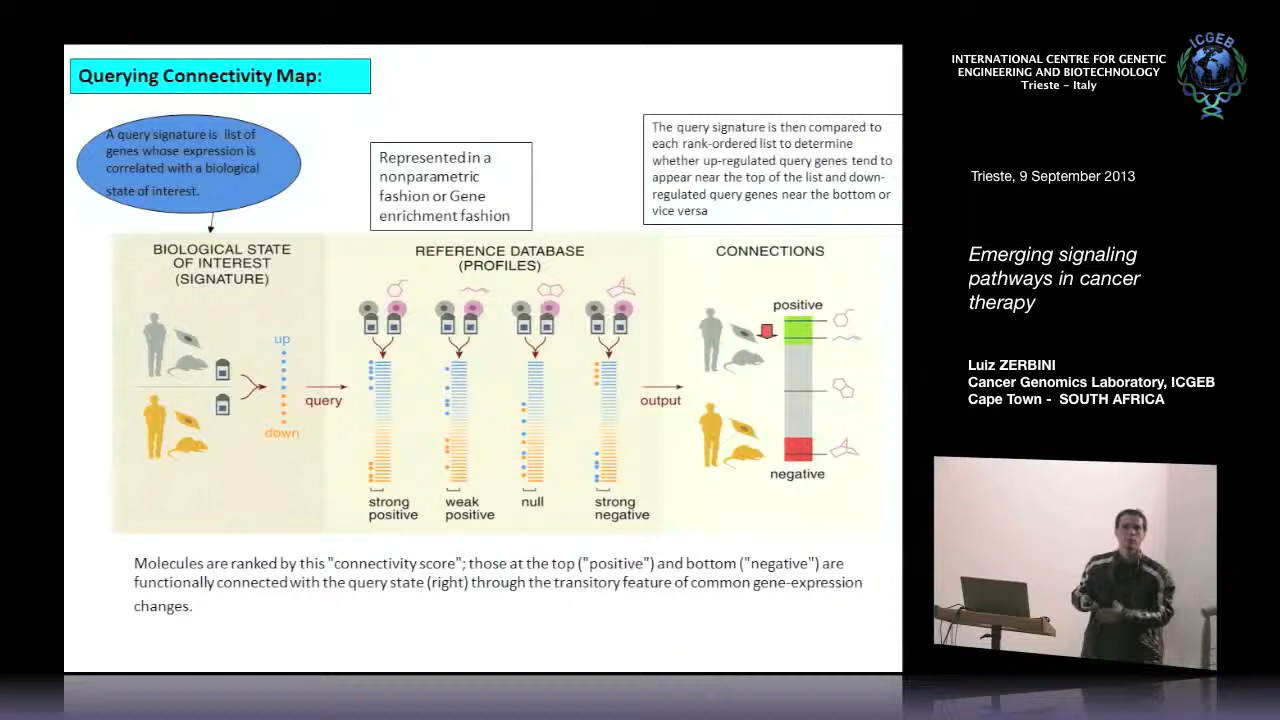 Querying Connectivity Map:
A query signature is list of
genes whose expression is
correlated with a biological
state of interest.
Represented in a
nonparametric
fashion or Gene
enrichment fashion
The query signature is then compared to
each rank-ordered list to determine
whether up-regulated query genes tend to
appear near the top of the list and down-
regulated query genes near the bottom or
vice versa
BIOLOGICAL STATE
OF INTEREST
(SIGNATURE)
up
down
query
REFERENCE DATABASE
(PROFILES)
strong
positive
weak
positive
null
strong
negative
output
CONNECTIONS
positive
negative
Molecules are ranked by this "connectivity score"; those at the top ("positive") and bottom ("negative") are
functionally connected with the query state (right) through the transitory feature of common gene-expression
changes.
INTERNATIONAL CENTRE FOR GENETIC
ENGINEERING AND BIOTECHNOLOGY
Trieste - Italy
ICGEB
Trieste, 9 September 2013
Emerging signaling
pathways in cancer
therapy
Luiz ZERBINI
Cancer Genomics Laboratory, ICGEB
Cape Town - SOUTH AFRICA